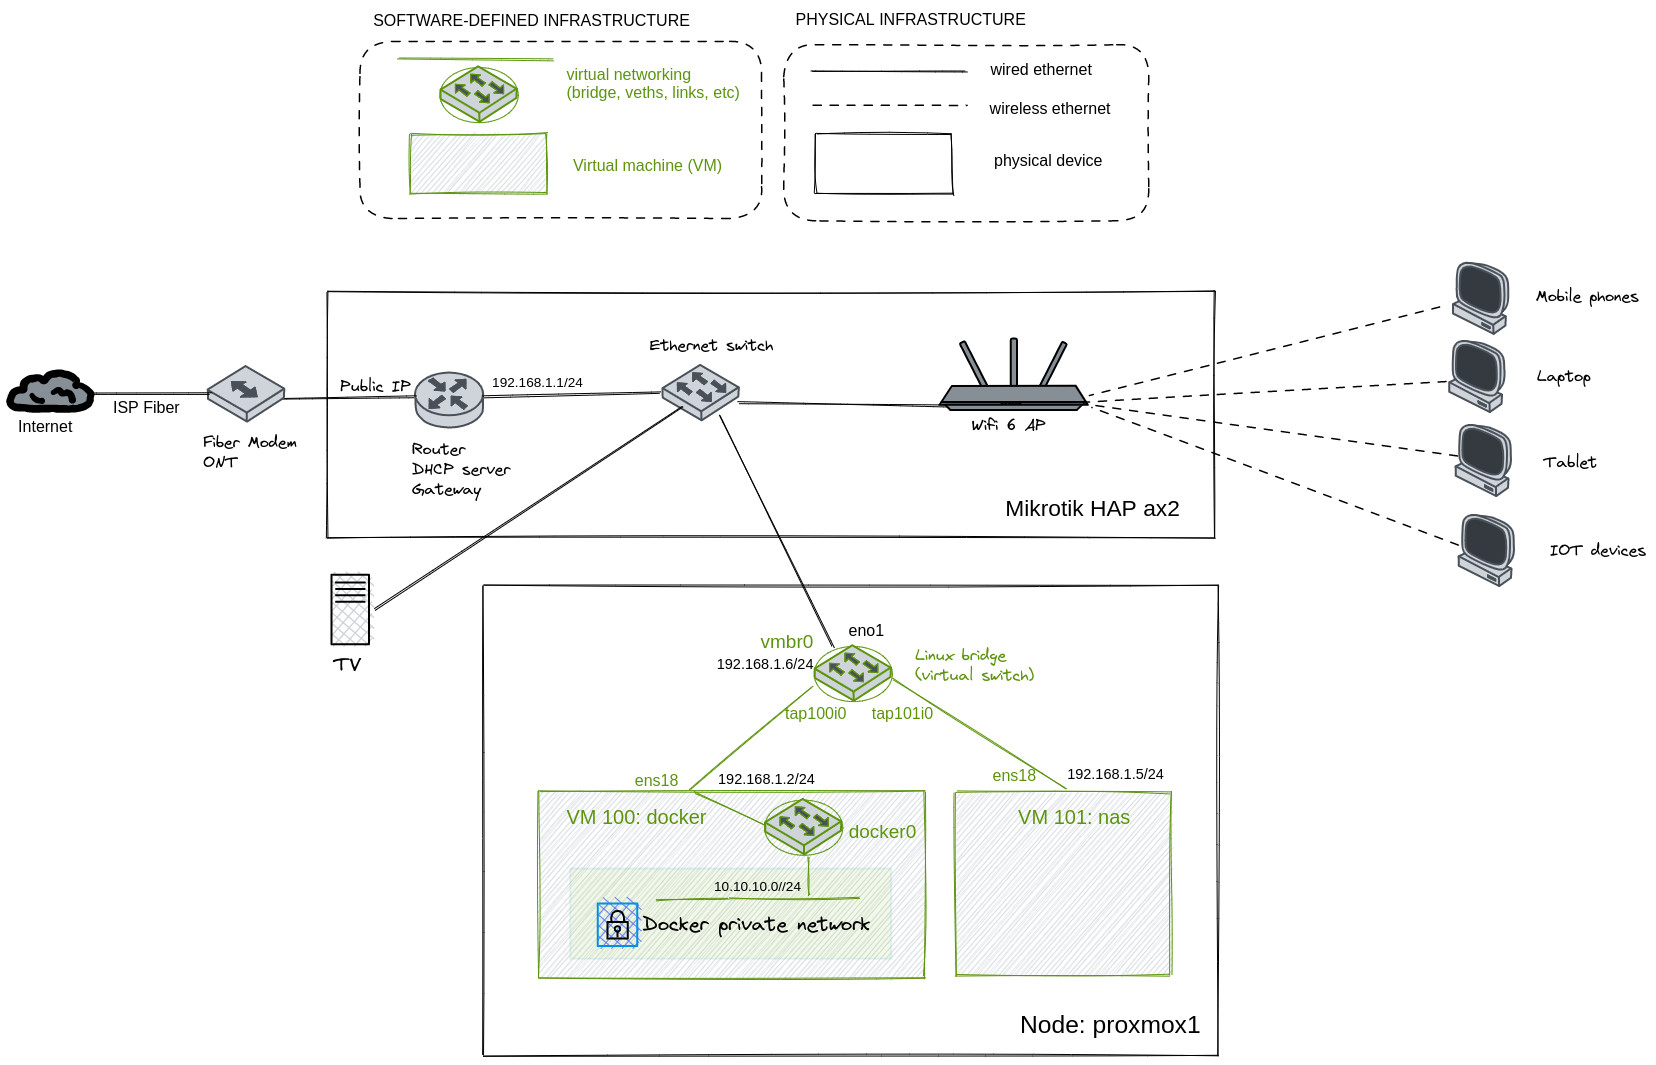 SOFTWARE-DEFINED INFRASTRUCTURE
virtual networking
(bridge, veths, links, etc)
Virtual machine (VM)
PHYSICAL INFRASTRUCTURE
wired ethernet
wireless ethernet
physical device
Internet
ISP Fiber
Fiber Modem
ONT
Public IP
Router
DHCP server
Gateway
192.168.1.1/24
Ethernet switch
Wifi 6 AP
Mikrotik HAP ax2
Mobile phones
Laptop
Tablet
IOT devices
TV
vmbr0
eno1
192.168.1.6/24
Linux bridge
(virtual switch)
tap100i0
tap101i0
ens18
192.168.1.2/24
ens18
192.168.1.5/24
VM 100: docker
docker0
10.10.10.0//24
Docker private network
VM 101: nas
Node: proxmox1